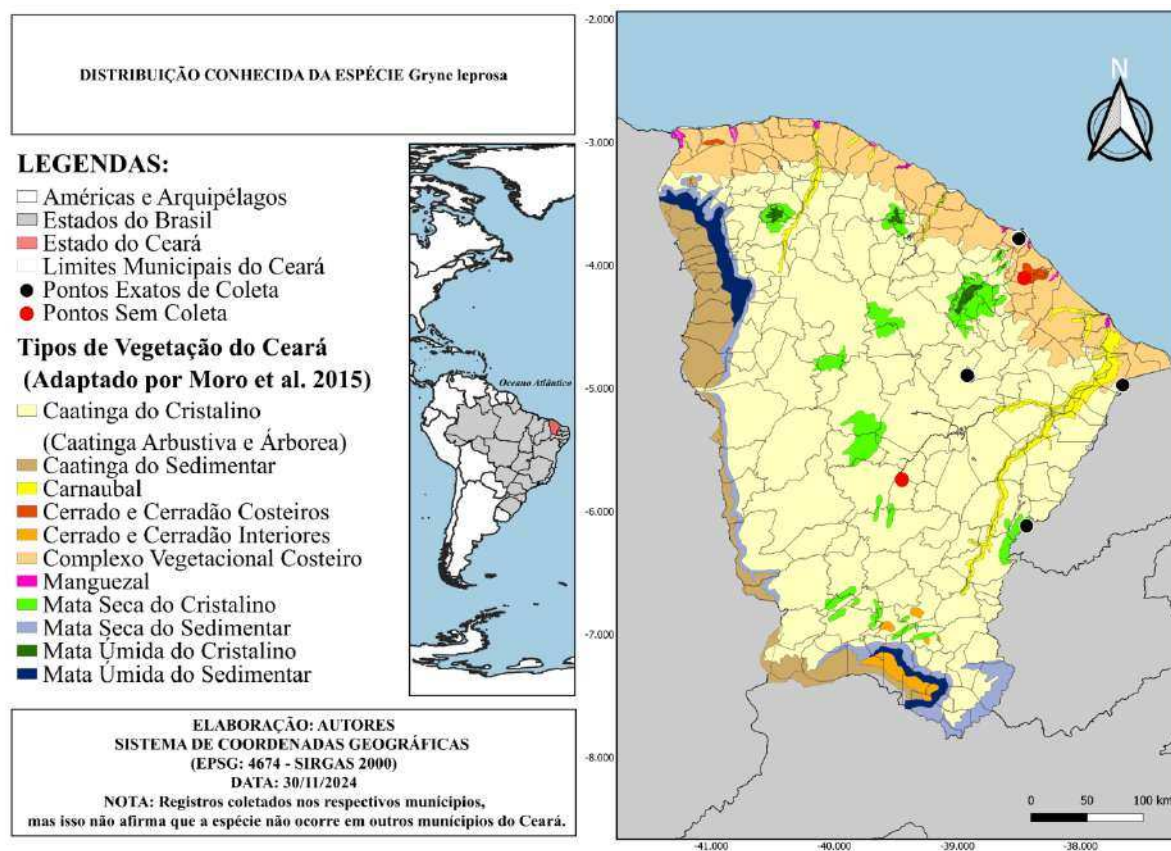 DISTRIBUIÇÃO CONHECIDA DA ESPÉCIE Gryne leprosa
LEGENDAS:
Américas e Arquipélagos
Estados do Brasil
Estado do Ceará
Limites Municipais do Ceará
Pontos Exatos de Coleta
Pontos Sem Coleta
Tipos de Vegetação do Ceará
(Adaptado por Moro et al. 2015)
Caatinga do Cristalino
(Caatinga Arbustiva e Árborea)
Caatinga do Sedimentar
Carnaubal
Cerrado e Cerradão Costeiros
Cerrado e Cerradão Interiores
Complexo Vegetacional Costeiro
Manguezal
Mata Seca do Cristalino
Mata Seca do Sedimentar
Mata Úmida do Cristalino
Mata Úmida do Sedimentar
Oceano Atlântico
ELABORAÇÃO: AUTORES
SISTEMA DE COORDENADAS GEOGRÁFICAS
(EPSG: 4674 - SIRGAS 2000)
DATA: 30/11/2024
NOTA: Registros coletados nos respectivos munícipios,
mas isso não afirma que a espécie não ocorre em outros munícipios do Ceará.
-2.000
-3.000
-4.000
-5.000
-6.000
-7.000
-8.000
N
0 50 100 km
-41.000 -40.000 -39.000 -38.000